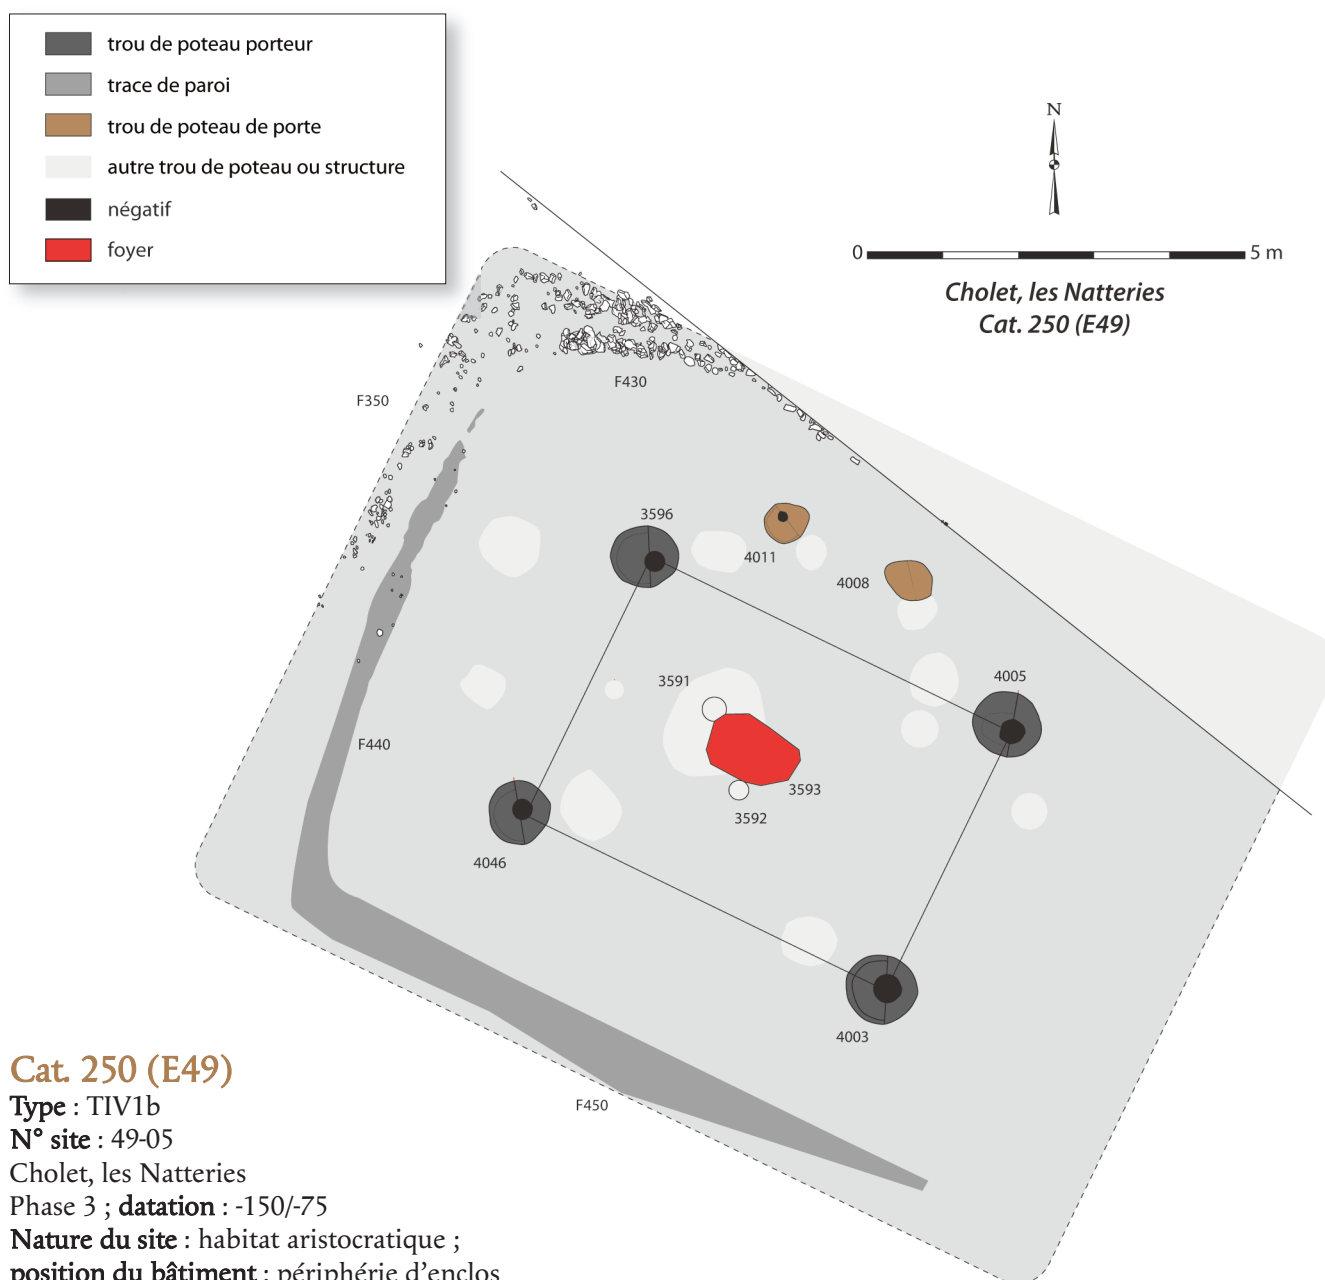 trou de poteau porteur
trace de paroi
trou de poteau de porte
autre trou de poteau ou structure
négatif
foyer
N
0 5 m
Cholet, les Natteries
Cat. 250 (E49)
F430
F350
3596
4011
4008
4005
3591
F440
3593
3592
4046
4003
F450
Cat. 250 (E49)
Type : TIV1b
N° site : 49-05
Cholet, les Natteries
Phase 3 ; datation : -150/-75
Nature du site : habitat aristocratique ;
position du bâtiment : périphérie d'enclos